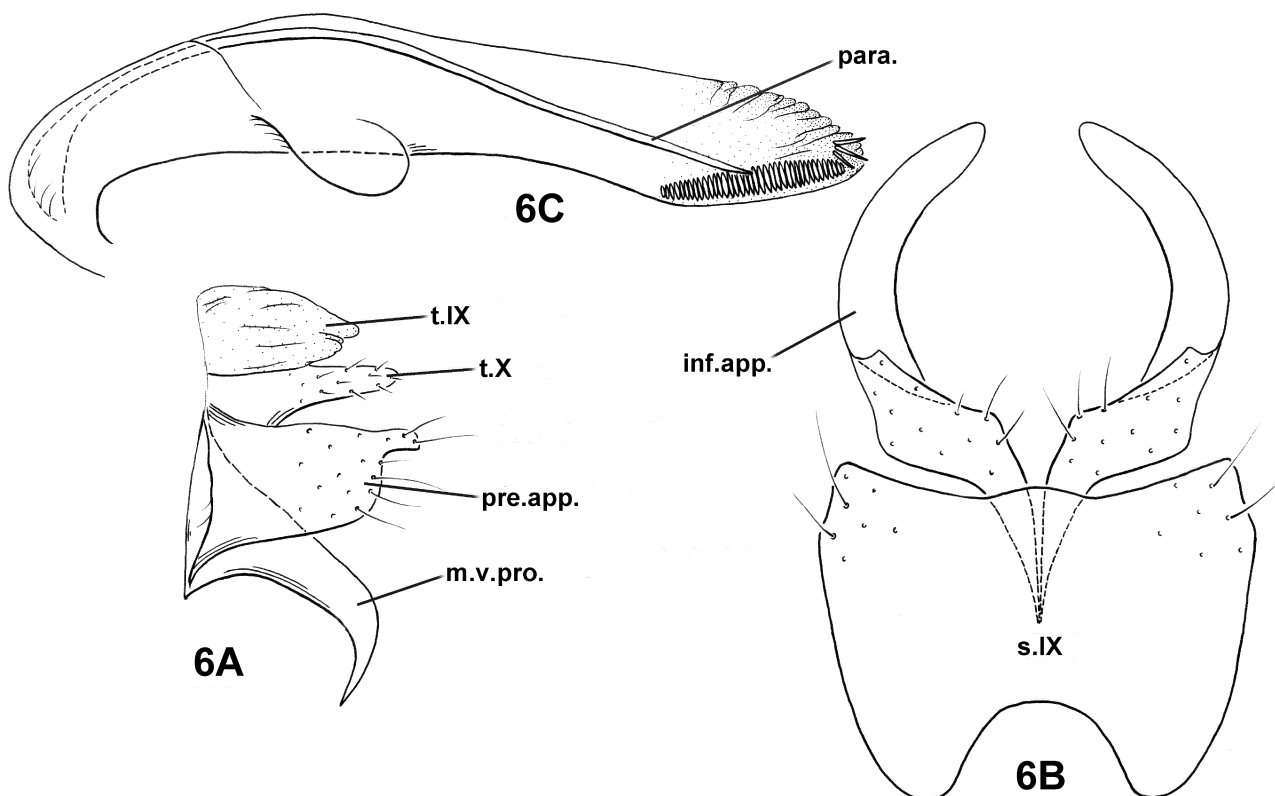 para.
6C
t.IX
t.X
inf.app.
pre.app.
m.v.pro.
s.IX
6A
6B